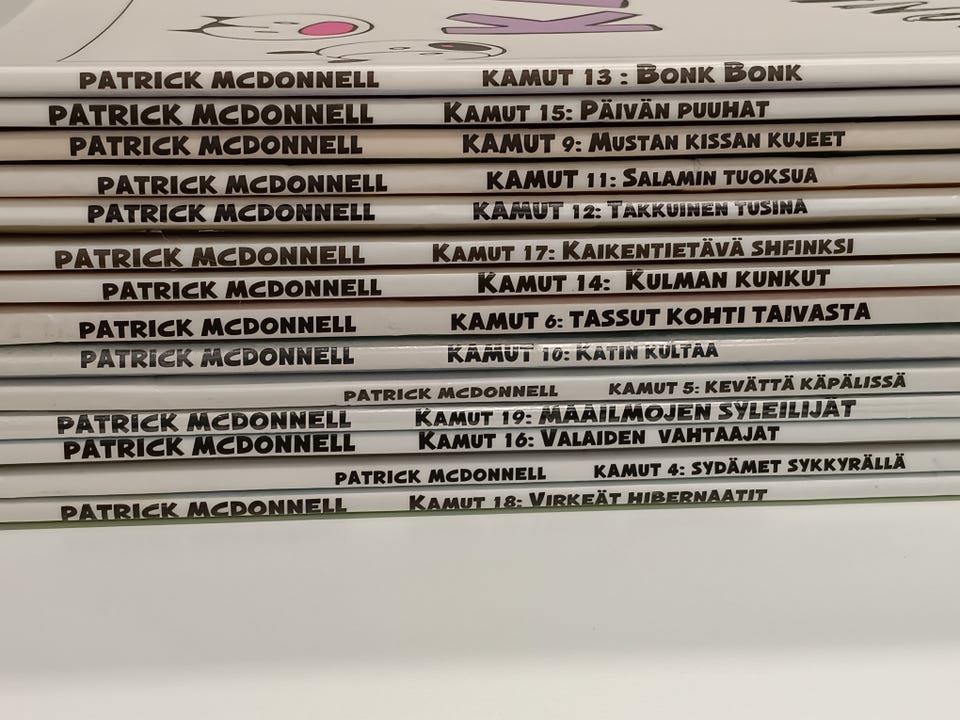 PATRICK MCDONNELL KAMUT 13 : BONK BONK
PATRICK MCDONNELL KAMUT 15: PÄIVÄN PUUHAT
PATRICK MCDONNELL KAMUT 9: MUSTAN KISSAN KUJEET
PATRICK MCDONNELL KAMUT 11: SALAMIN TUOKSUA
PATRICK MCDONNELL KAMUT 12: TAKKUINEN TUSINA
PATRICK MCDONNELL KAMUT 17: KAIKENTIETÄVÄ SHFINKSI
PATRICK MCDONNELL KAMUT 14: KULMAN KUNKUT
PATRICK MCDONNELL KAMUT 6: TASSUT KOHTI TAIVASTA
PATRICK MCDONNELL KAMUT 10: KATIN KULTAA
PATRICK MCDONNELL KAMUT 5: KEVÄTTÄ KÄPÄLISSÄ
PATRICK MCDONNELL KAMUT 19: MAAILMOJEN SYLEILIJÄT
PATRICK MCDONNELL KAMUT 16: VALAIDEN VAHTAAJAT
PATRICK MCDONNELL KAMUT 4: SYDÄMET SYKKYRÄLLÄ
PATRICK MCDONNELL KAMUT 18: VIRKEÄT HIBERNAATIT